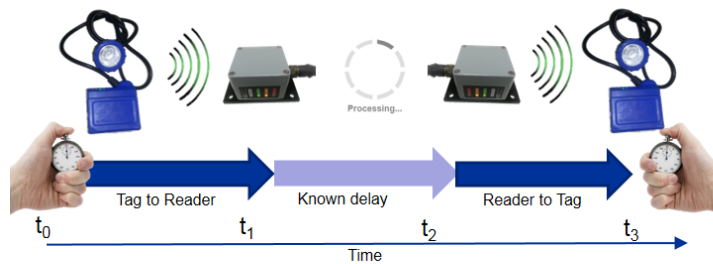 Processing...
Tag to Reader
Known delay
Reader to Tag
t0
t1
t2
t3
Time